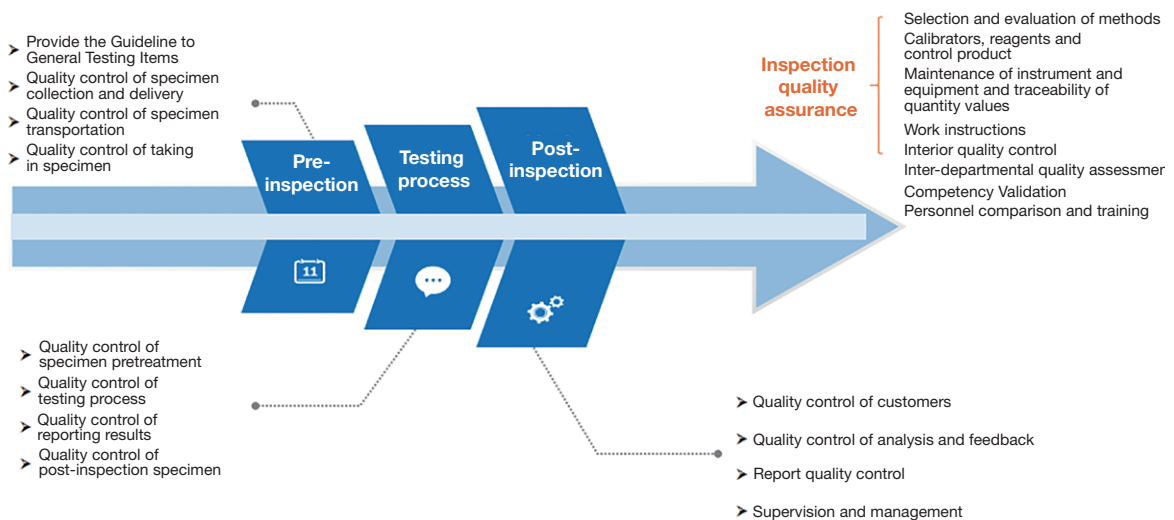 Provide the Guideline to
General Testing Items
Quality control of specimen
collection and delivery
Quality control of specimen
transportation
Quality control of taking
in specimen
Pre-
inspection
Testing
process
Post-
inspection
11
Inspection
quality
assurance
Selection and evaluation of methods
Calibrators, reagents and
control product
Maintenance of instrument and
equipment and traceability of
quantity values
Work instructions
Interior quality control
Inter-departmental quality assessmer
Competency Validation
Personnel comparison and training
Quality control of
specimen pretreatment
Quality control of
testing process
Quality control of
reporting results
Quality control of
post-inspection specimen
Quality control of customers
Quality control of analysis and feedback
Report quality control
Supervision and management